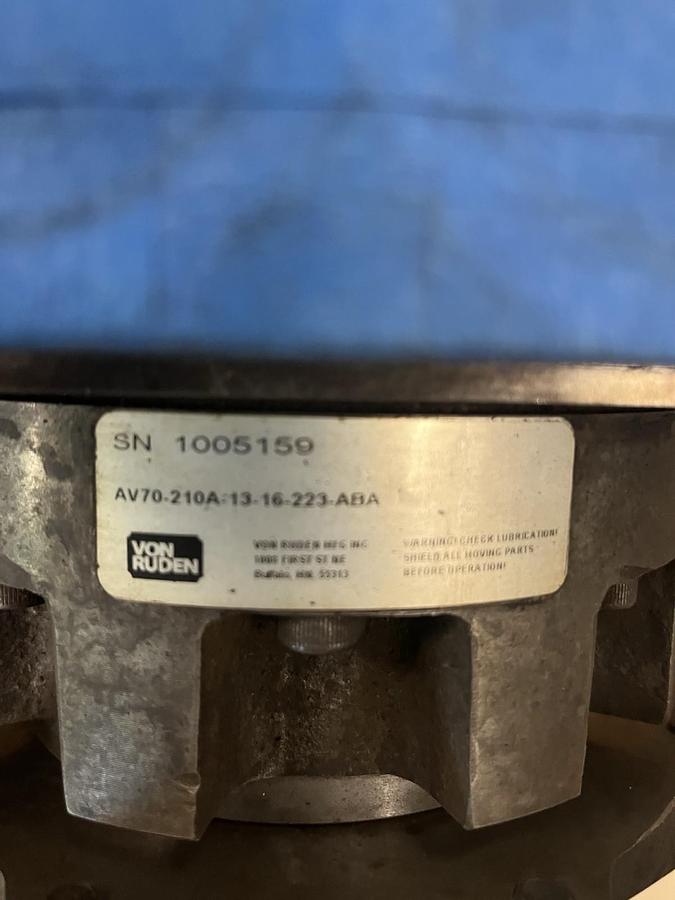 SN 1005159
AV70-210A-13-16-223-ABA
VON
RUDEN
VON RUDEN MFG INC
1008 FIRST ST NE
Buffalo, MN 55313
WARNING! CHECK LUBRICATION!
SHIELD ALL MOVING PARTS
BEFORE OPERATION!